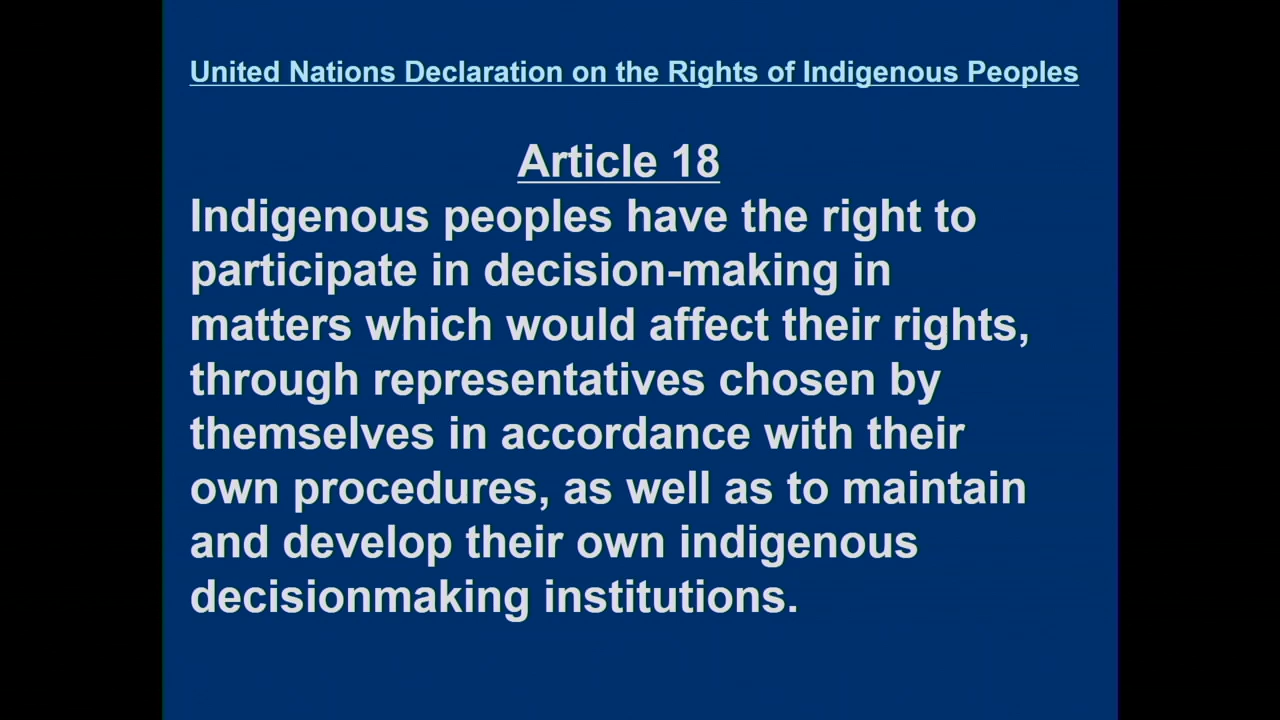 United Nations Declaration on the Rights of Indigenous Peoples
Article 18
Indigenous peoples have the right to
participate in decision-making in
matters which would affect their rights,
through representatives chosen by
themselves in accordance with their
own procedures, as well as to maintain
and develop their own indigenous
decisionmaking institutions.